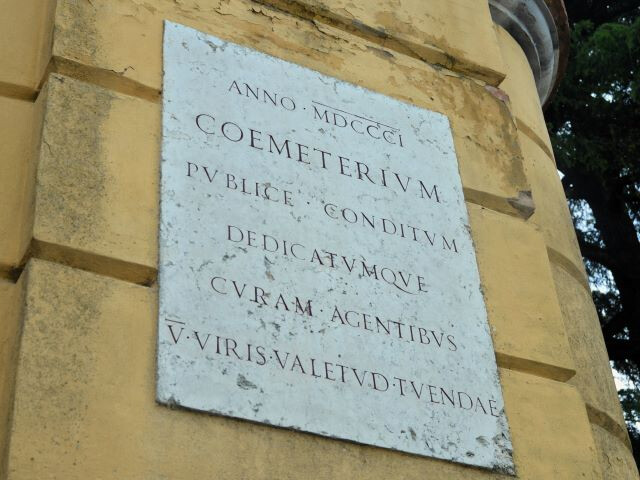 ANNO · MDCCCI
COEMETERIVM
PVBLICE · CONDITVM
DEDICATVMQVE
CVRAM · AGENTIBVS
V̅ · VIRIS · VALETVD · TVENDAE